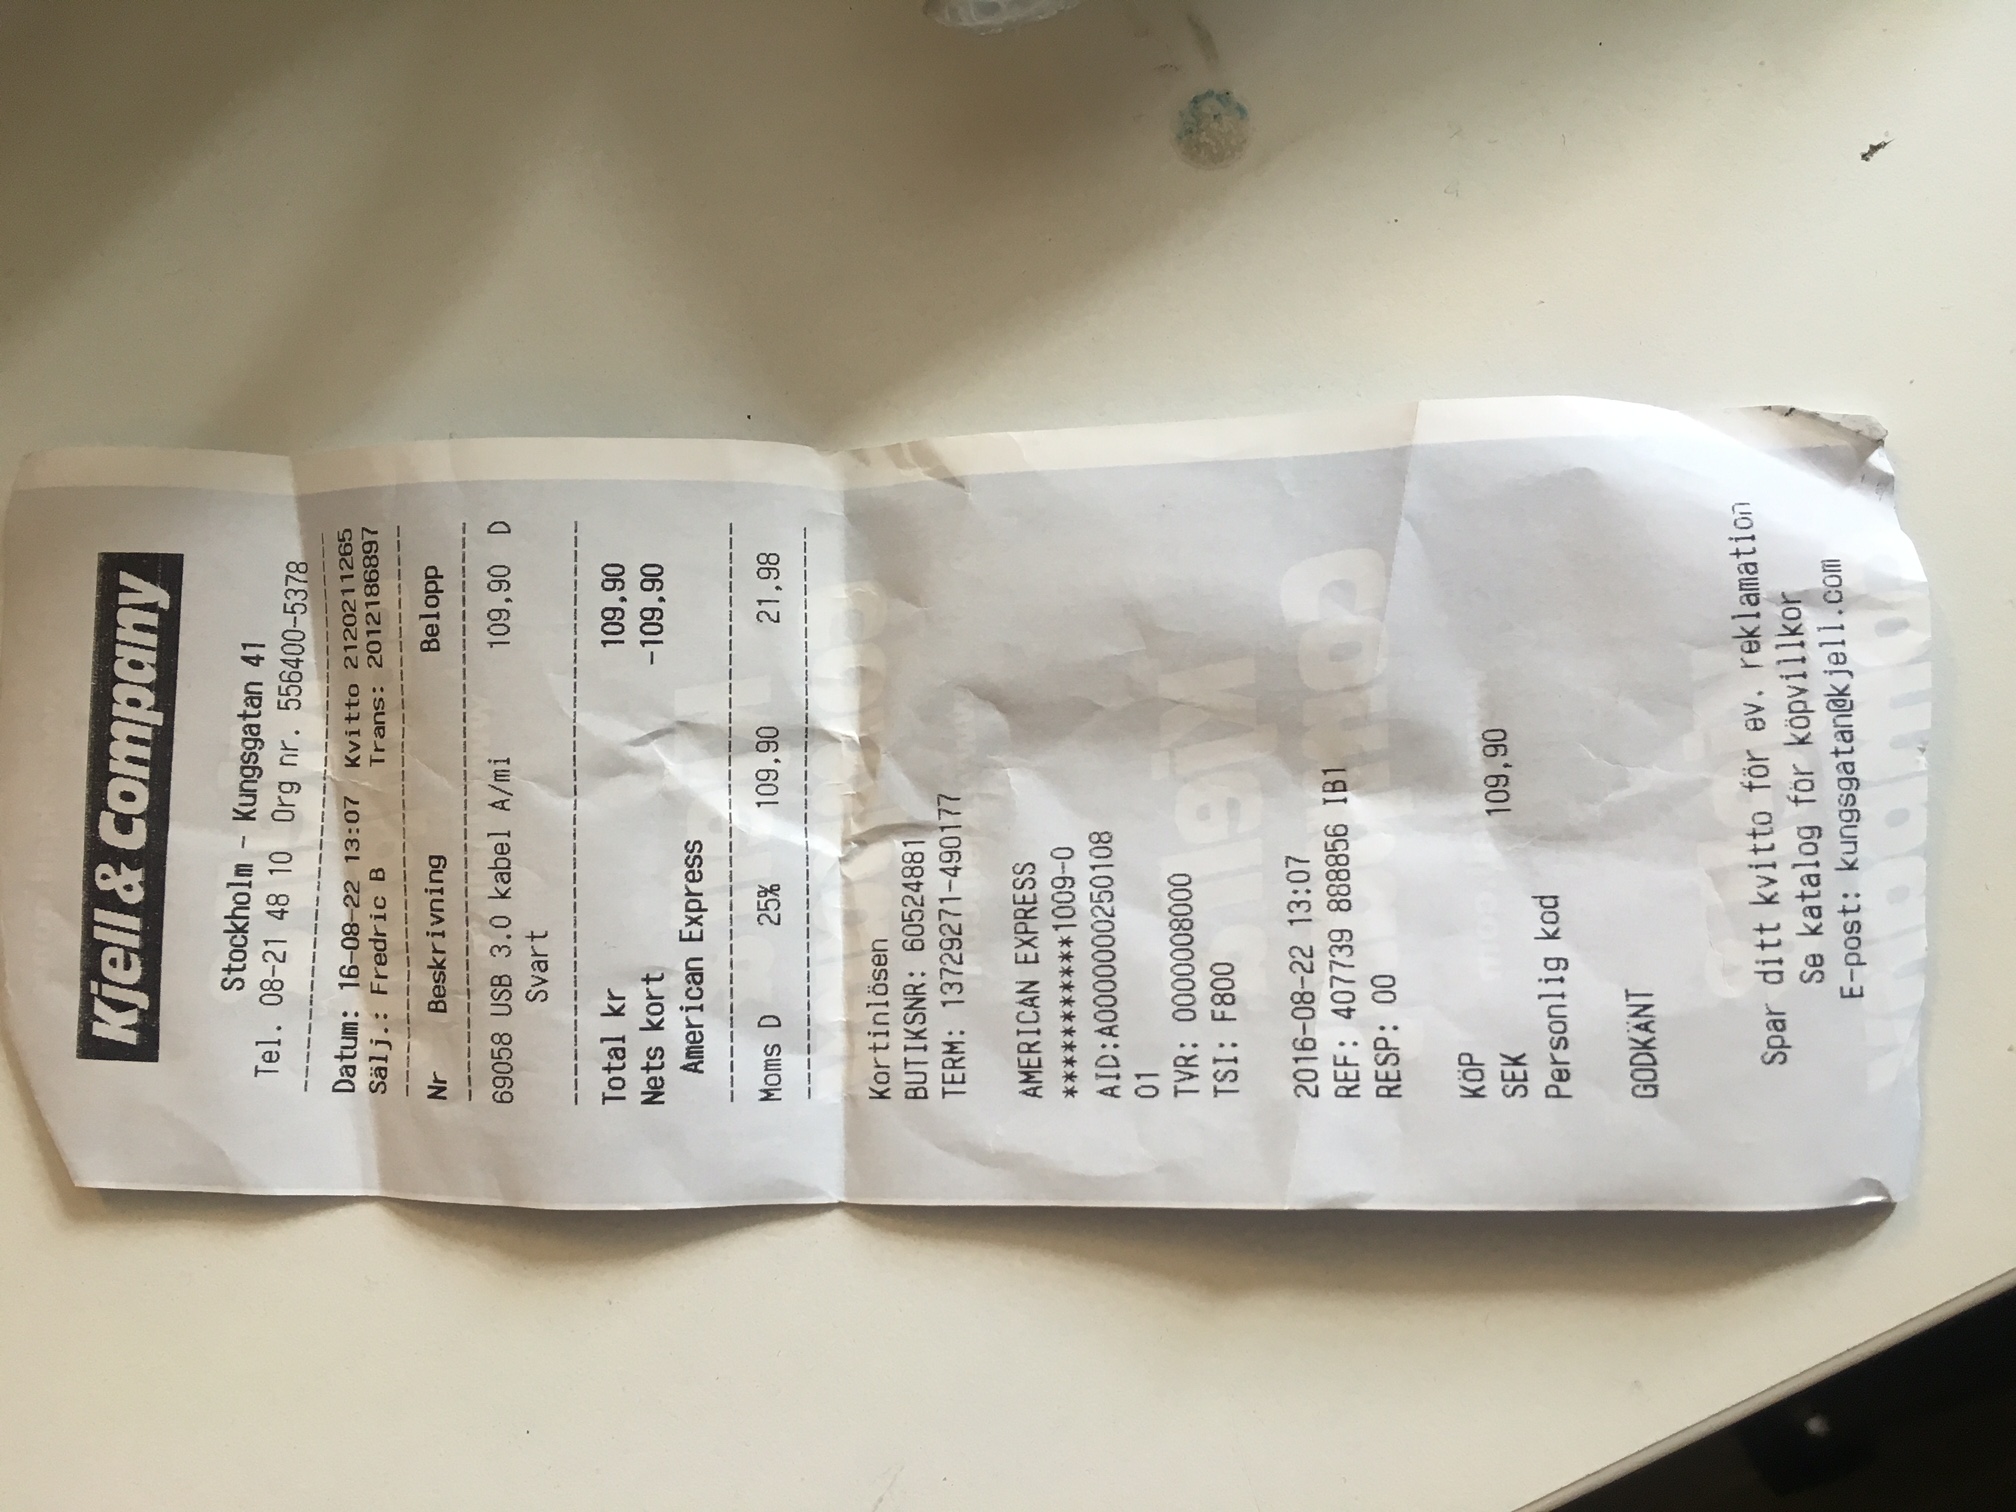 Kjell & Company
Stockholm - Kungsgatan 41
Tel. 08-21 48 10 Org nr. 556400-5378
Datum: 16-08-22 13:07 Kvitto 2120211265
Sälj.: Fredric B Trans: 2012186897
Nr Beskrivning Belopp
69058 USB 3.0 kabel A/mi 109,90 D
Svart
Total kr 109,90
Nets kort -109,90
American Express
Moms D 25% 109,90 21,98
Kortinlösen
BUTIKSNR: 60524881
TERM: 13729271-490177
AMERICAN EXPRESS
***********1009-0
AID:A0000000250108
01
TVR: 0000008000
TSI: F800
2016-08-22 13:07
REF: 407739 888856 IB1
RESP: 00
KÖP
SEK 109,90
Personlig kod
GODKÄNT
Spar ditt kvitto för ev. reklamation
Se katalog för köpvillkor
E-post: kungsgatan@kjell.com